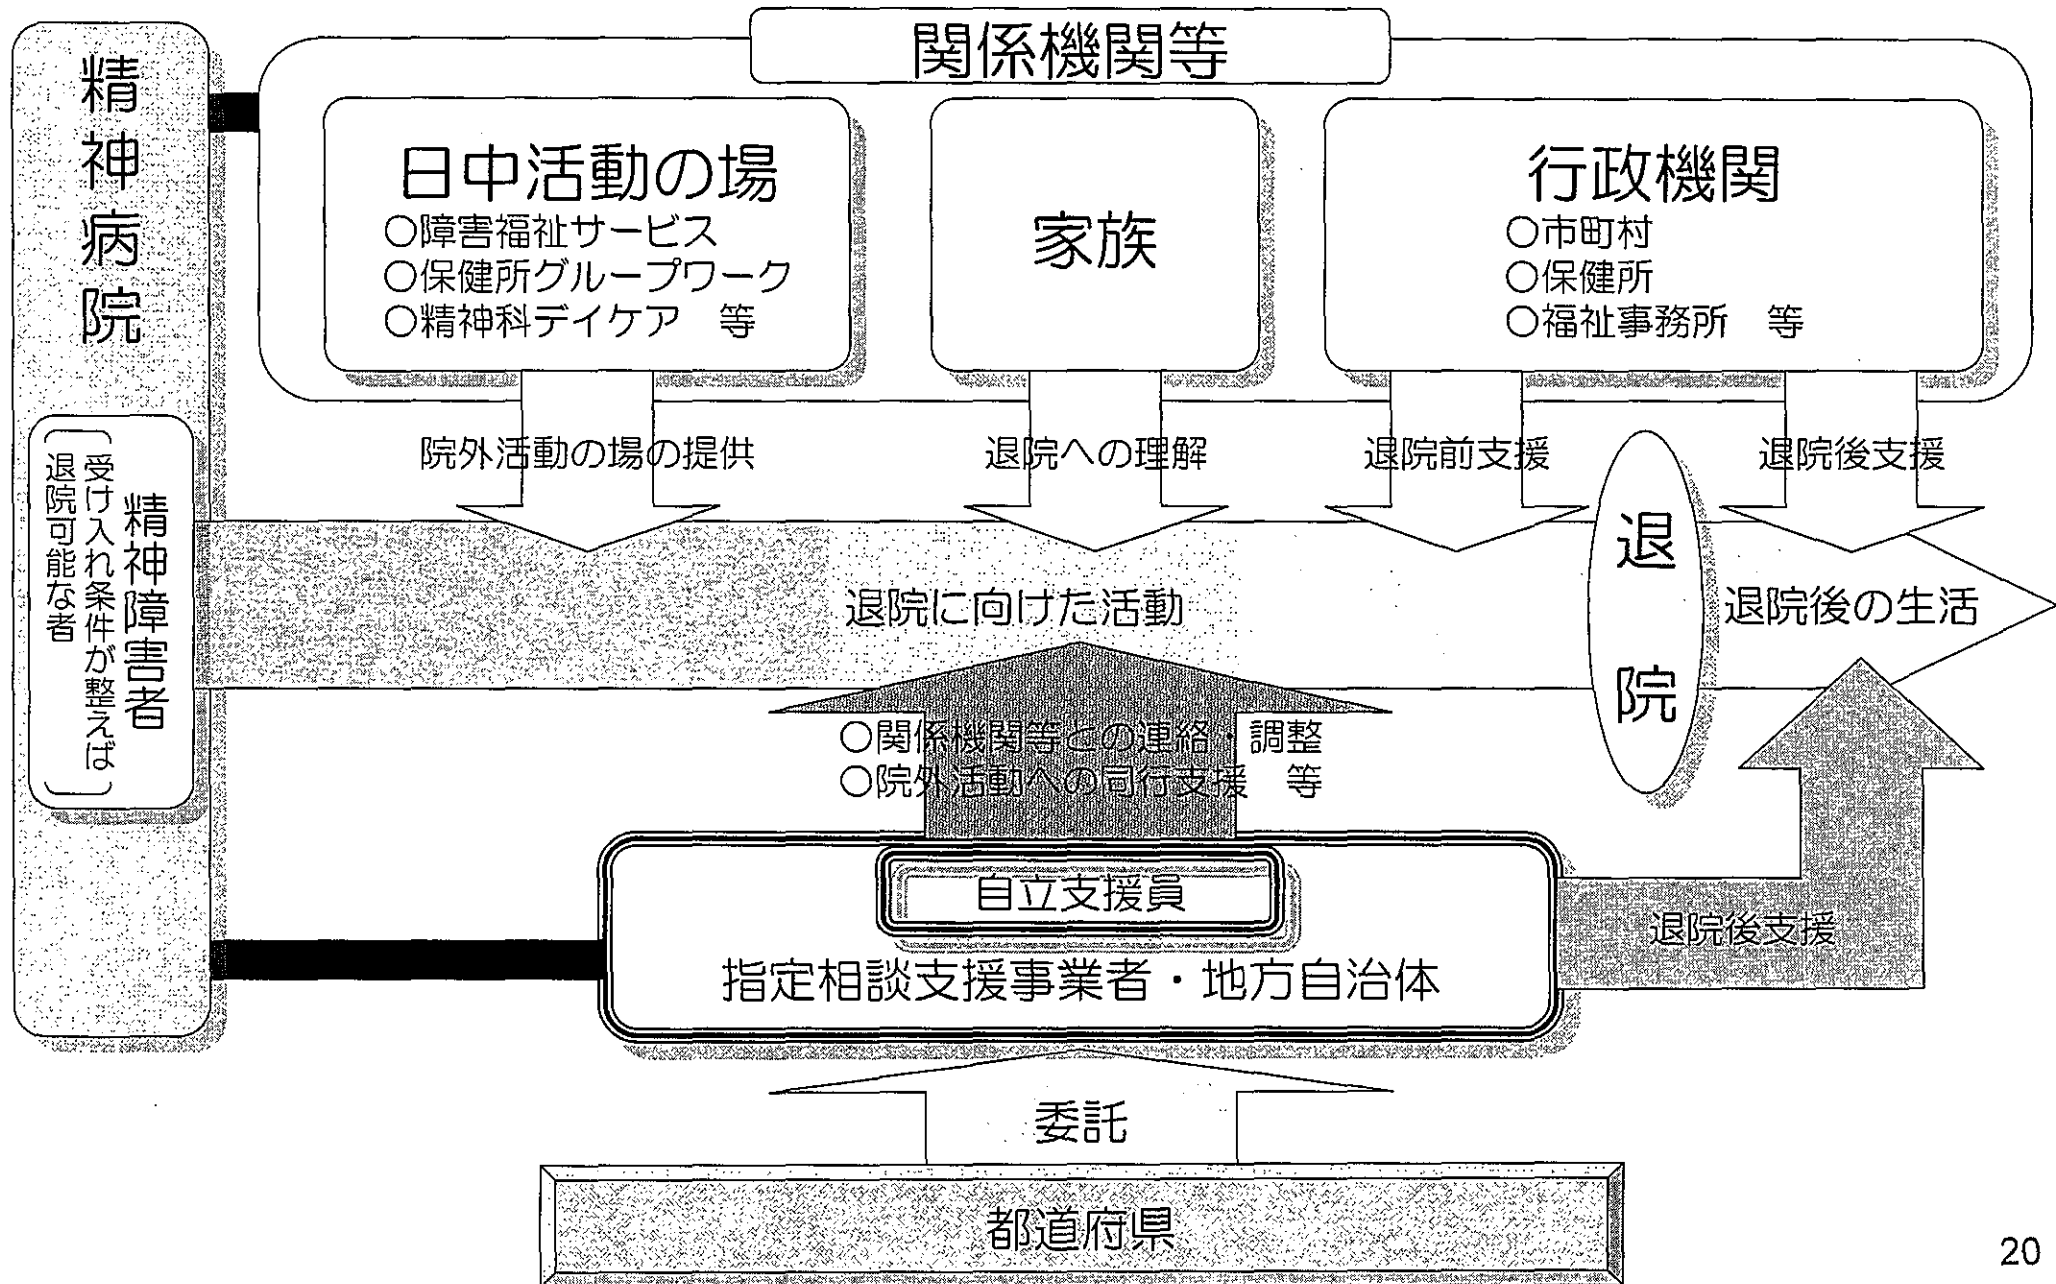 関係機関等
精神病院
日中活動の場
○障害福祉サービス
○保健所グループワーク
○精神科デイケア 等
家族
行政機関
○市町村
○保健所
○福祉事務所 等
院外活動の場の提供
退院への理解
退院前支援
退院後支援
精神障害者
受け入れ条件が整えば
退院可能な者
退院に向けた活動
退院
退院後の生活
○関係機関等との連絡・調整
○院外活動への同行支援 等
自立支援員
指定相談支援事業者・地方自治体
退院後支援
委託
都道府県
20